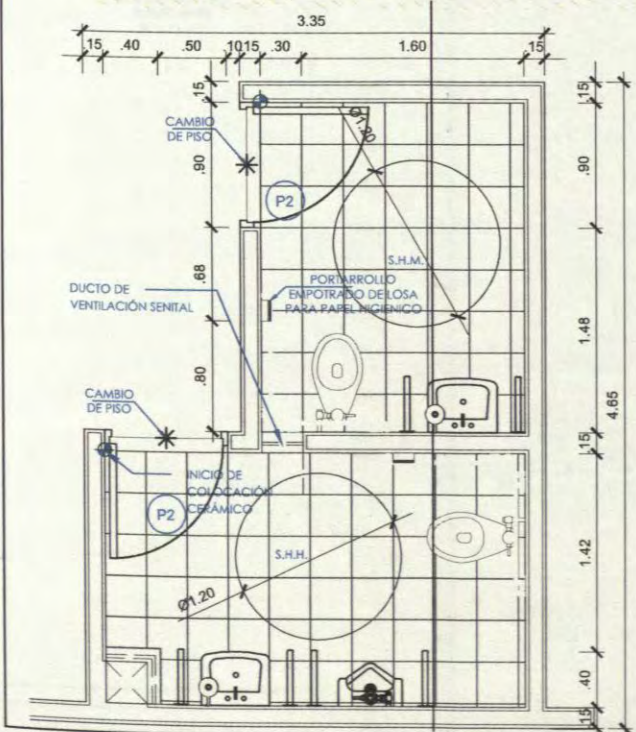 3.35
.15 .40 .50 .10 .15 .30 1.60 .15
.15
.15
CAMBIO
DE PISO
.90
Ø1.20
.90
P2
S.H.M.
DUCTO DE
VENTILACIÓN SENITAL
.68
PORTARROLLO
EMPOTRADO DE LOSA
PARA PAPEL HIGIENICO
1.48
4.65
CAMBIO
DE PISO
.80
.15
INICIO DE
COLOCACIÓN
CERÁMICO
P2
S.H.H.
1.42
Ø1.20
.40
.15